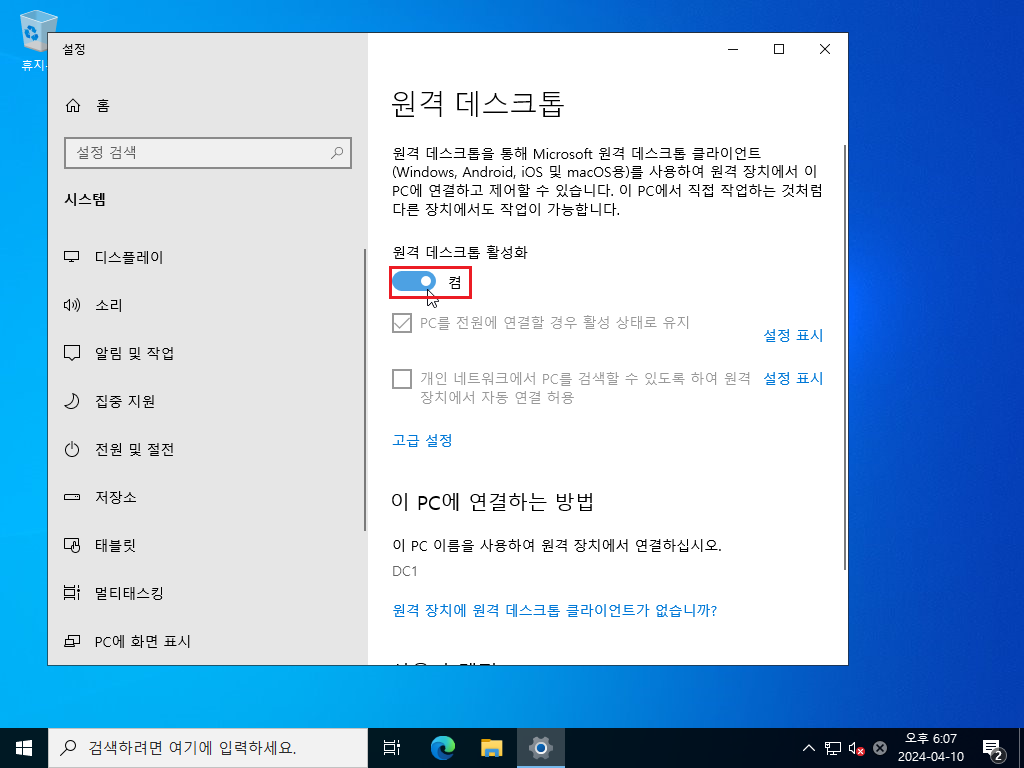 휴지
설정
홈
설정 검색
시스템
디스플레이
소리
알림 및 작업
집중 지원
전원 및 절전
저장소
태블릿
멀티태스킹
PC에 화면 표시
원격 데스크톱
원격 데스크톱을 통해 Microsoft 원격 데스크톱 클라이언트
(Windows, Android, iOS 및 macOS용)를 사용하여 원격 장치에서 이
PC에 연결하고 제어할 수 있습니다. 이 PC에서 직접 작업하는 것처럼
다른 장치에서도 작업이 가능합니다.
원격 데스크톱 활성화
켬
PC를 전원에 연결할 경우 활성 상태로 유지
설정 표시
개인 네트워크에서 PC를 검색할 수 있도록 하여 원격
장치에서 자동 연결 허용
설정 표시
고급 설정
이 PC에 연결하는 방법
이 PC 이름을 사용하여 원격 장치에서 연결하십시오.
DC1
원격 장치에 원격 데스크톱 클라이언트가 없습니까?
검색하려면 여기에 입력하세요.
오후 6:07
2024-04-10
2